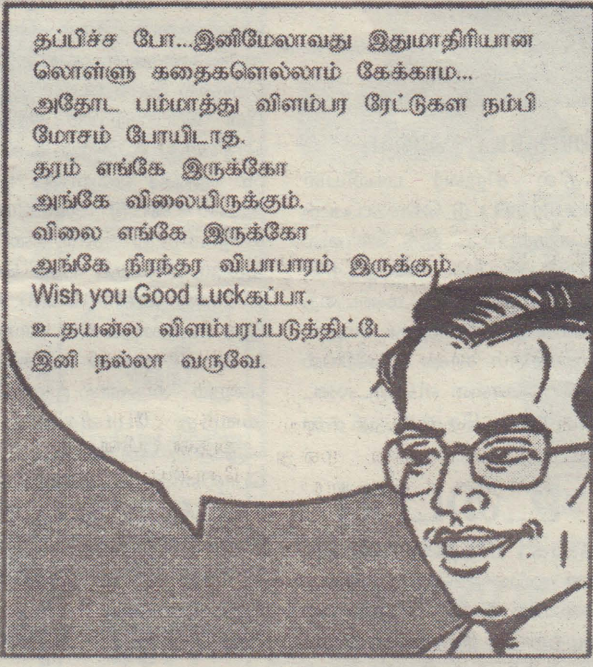 தப்பிச்ச போ...இனிமேலாவது இதுமாதிரியான
லொள்ளு கதைகளெல்லாம் கேக்காம...
அதோட பம்மாத்து விளம்பர ரேட்டுகள நம்பி
மோசம் போயிடாத.
தரம் எங்கே இருக்கோ
அங்கே விலையிருக்கும்.
விலை எங்கே இருக்கோ
அங்கே நிரந்தர வியாபாரம் இருக்கும்.
Wish you Good Luckகப்பா.
உதயன்ல விளம்பரப்படுத்திட்டே
இனி நல்லா வருவே.